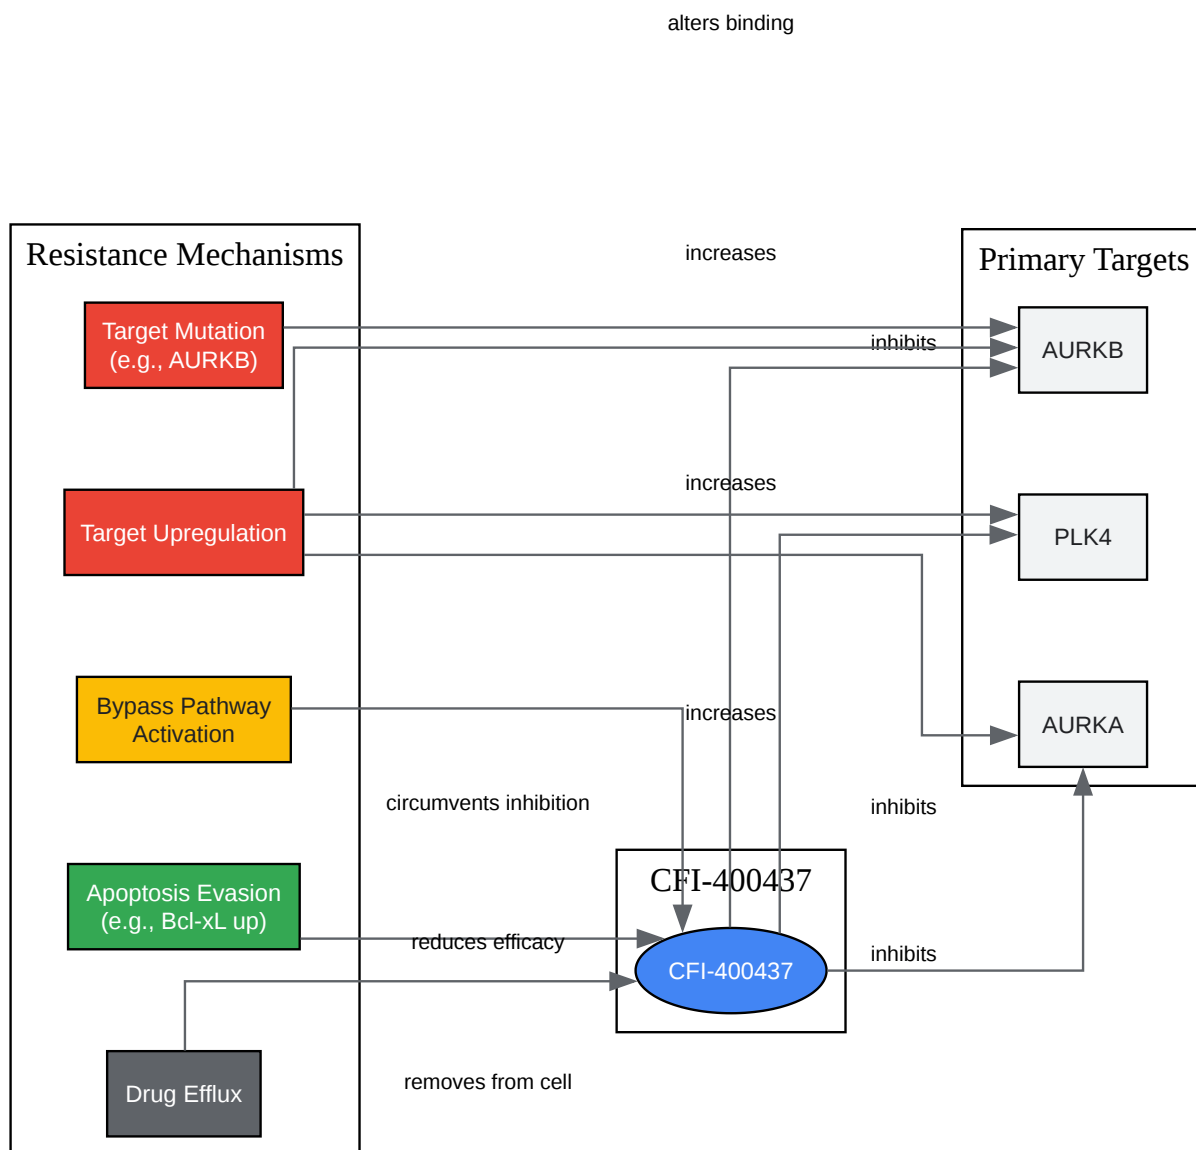 alters binding
Resistance Mechanisms
increases
Primary Targets
Target Mutation
(e.g., AURKB)
inhibits
AURKB
increases
Target Upregulation
PLK4
Bypass Pathway
Activation
increases
AURKA
circumvents inhibition
inhibits
CFI-400437
Apoptosis Evasion
(e.g., Bcl-xL up)
reduces efficacy
inhibits
CFI-400437
removes from cell
Drug Efflux